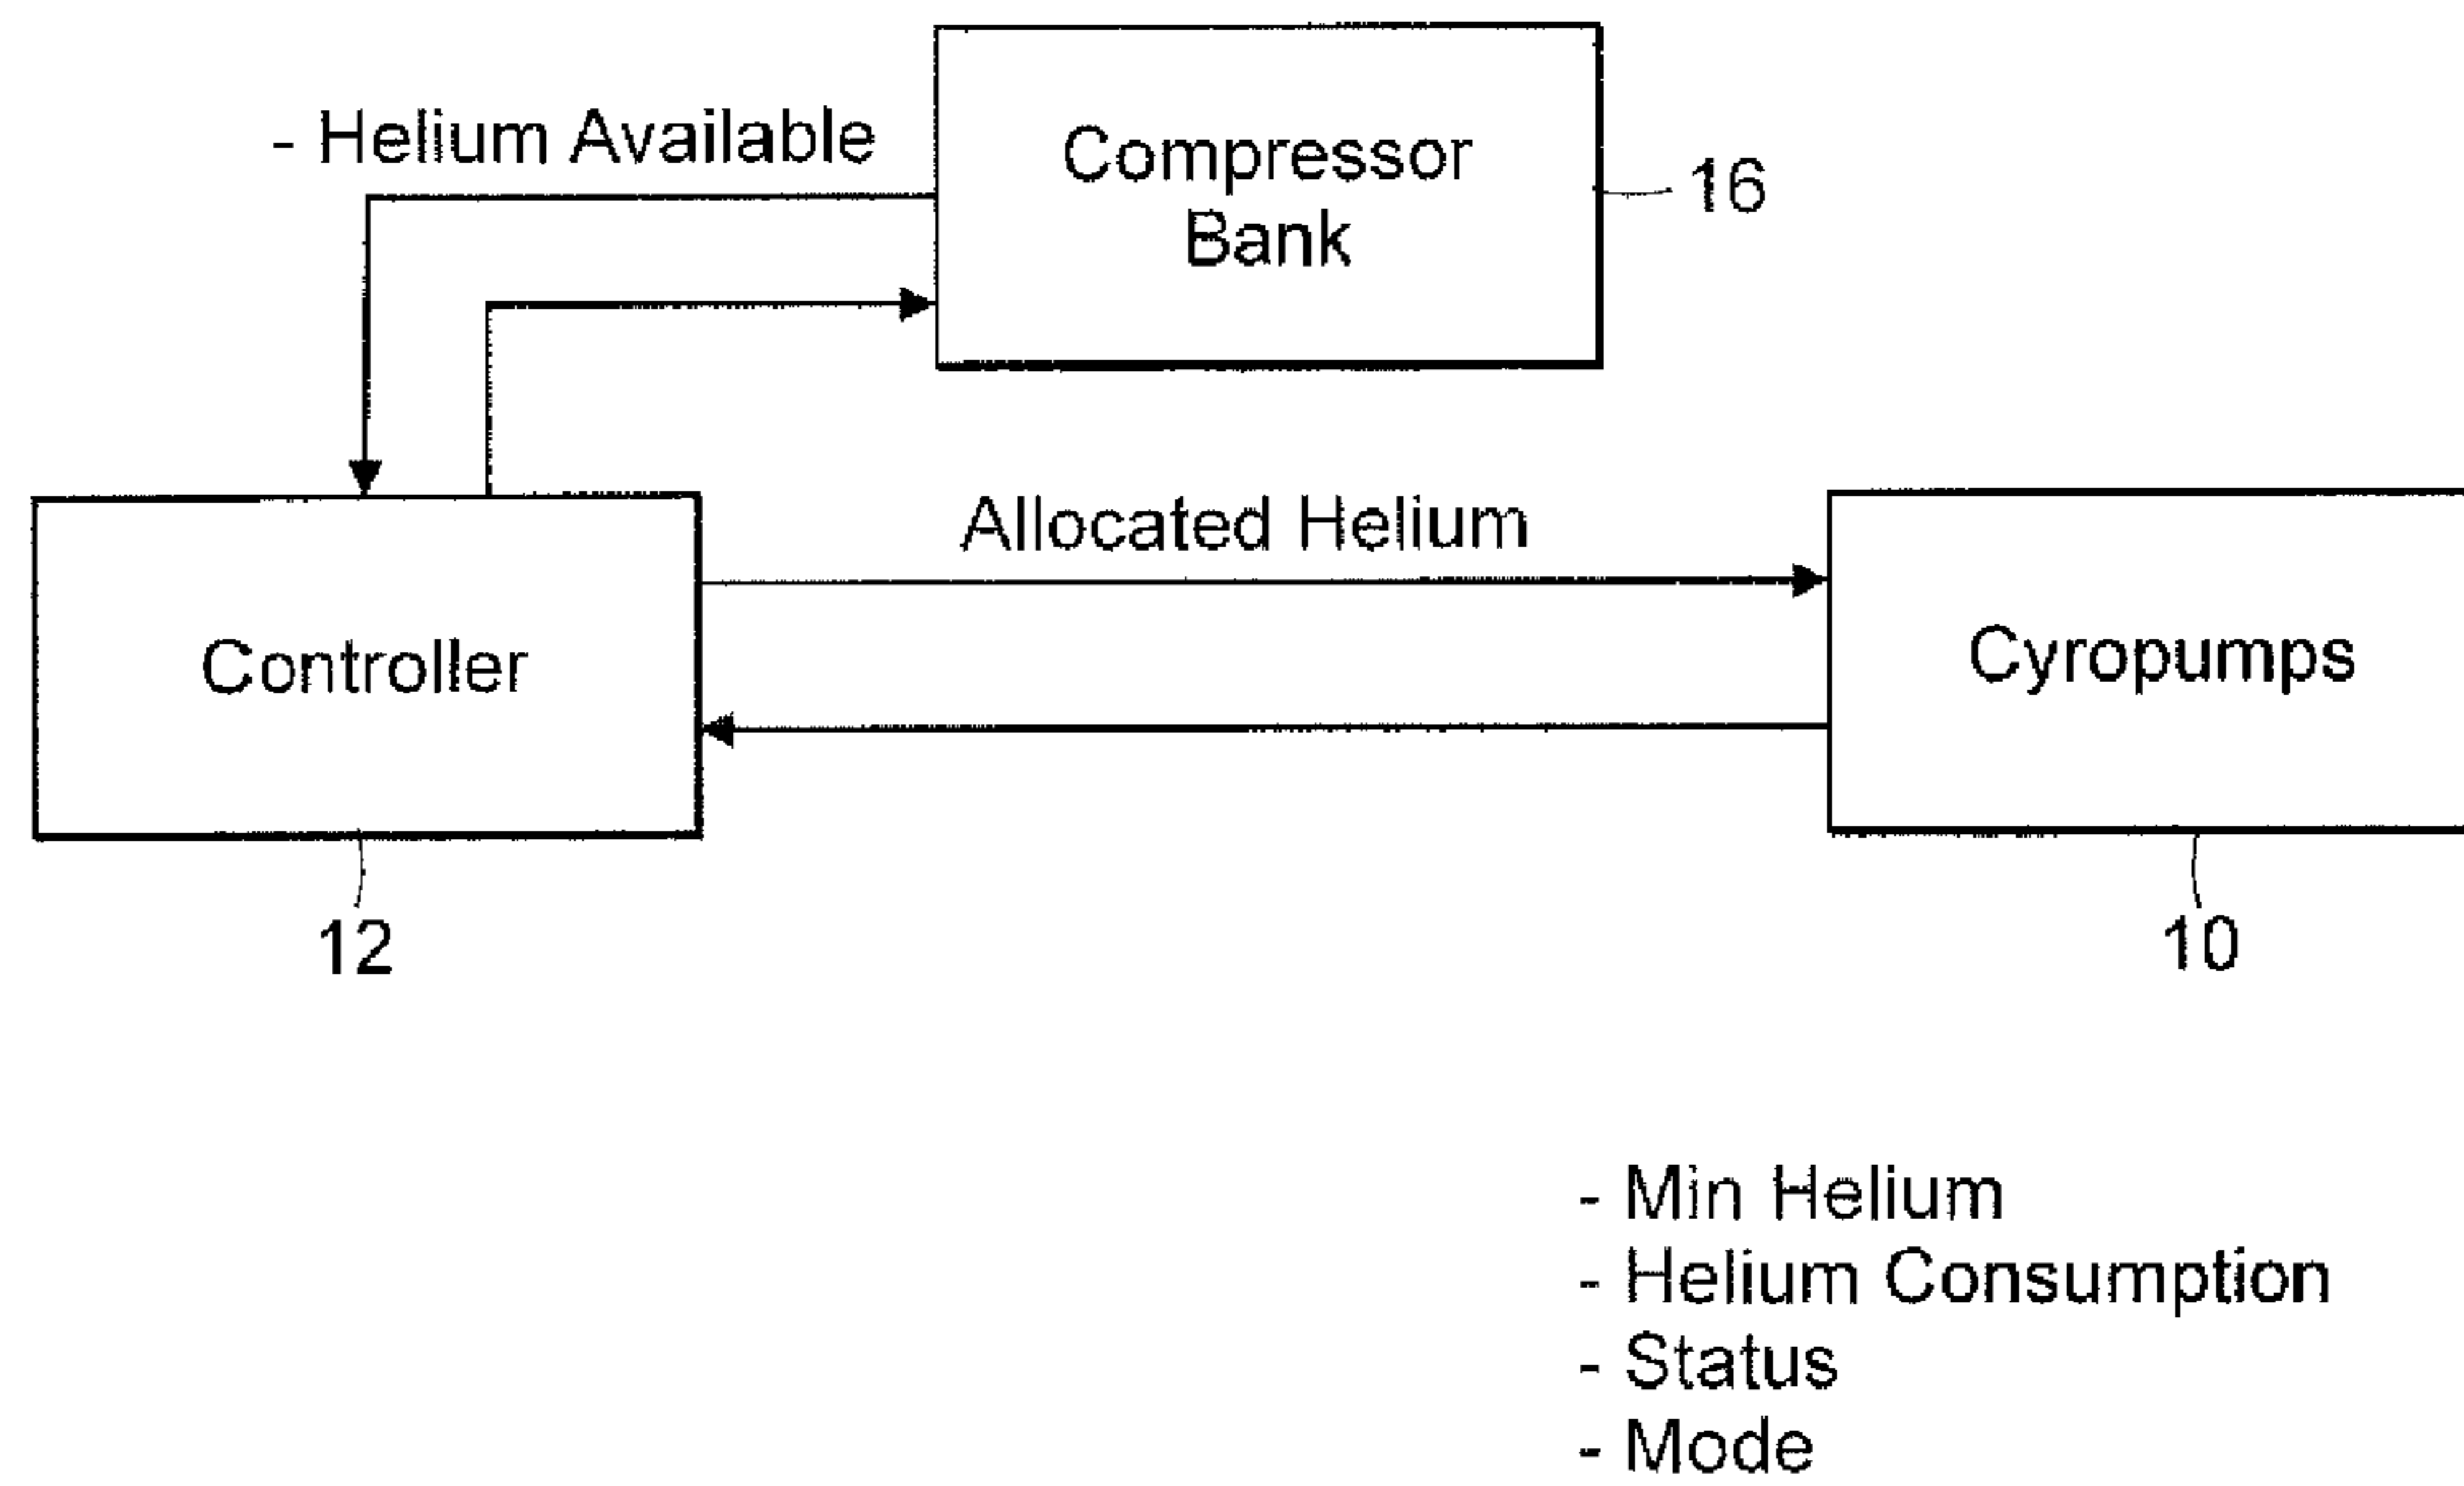 - Helium Available
Compressor
Bank
16
Allocated Helium
Controller
Cyropumps
12
10
- Min Helium
- Helium Consumption
- Status
- Mode